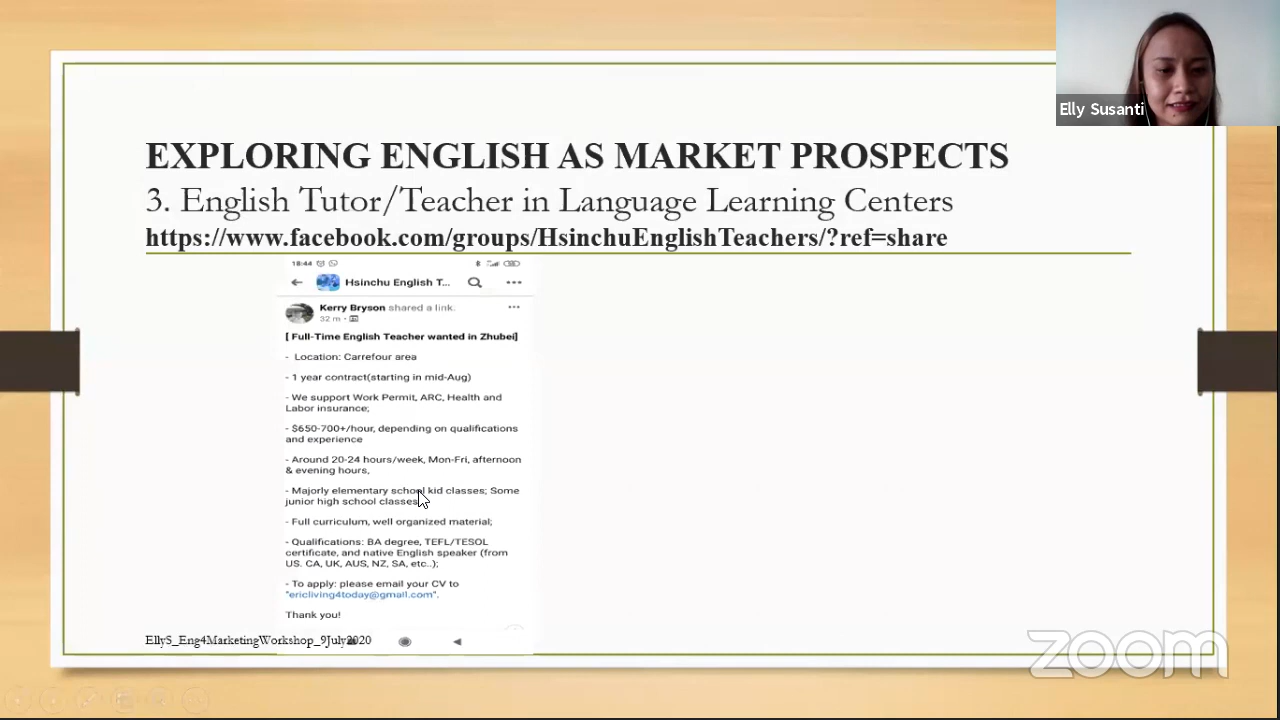 Elly Susanti
EXPLORING ENGLISH AS MARKET PROSPECTS
3. English Tutor/Teacher in Language Learning Centers
https://www.facebook.com/groups/HsinchuEnglishTeachers/?ref=share
18:44
Hsinchu English T...
Kerry Bryson shared a link.
32 m
[ Full-Time English Teacher wanted in Zhubei]
- Location: Carrefour area
- 1 year contract(starting in mid-Aug)
- We support Work Permit, ARC, Health and
Labor insurance;
- $650-700+/hour, depending on qualifications
and experience
- Around 20-24 hours/week, Mon-Fri, afternoon
& evening hours,
- Majorly elementary school kid classes; Some
junior high school classes
- Full curriculum, well organized material;
- Qualifications: BA degree, TEFL/TESOL
certificate, and native English speaker (from
US. CA, UK, AUS, NZ, SA, etc..);
- To apply: please email your CV to
"ericliving4today@gmail.com".
Thank you!
EllyS_Eng4MarketingWorkshop_9July2020
zoom